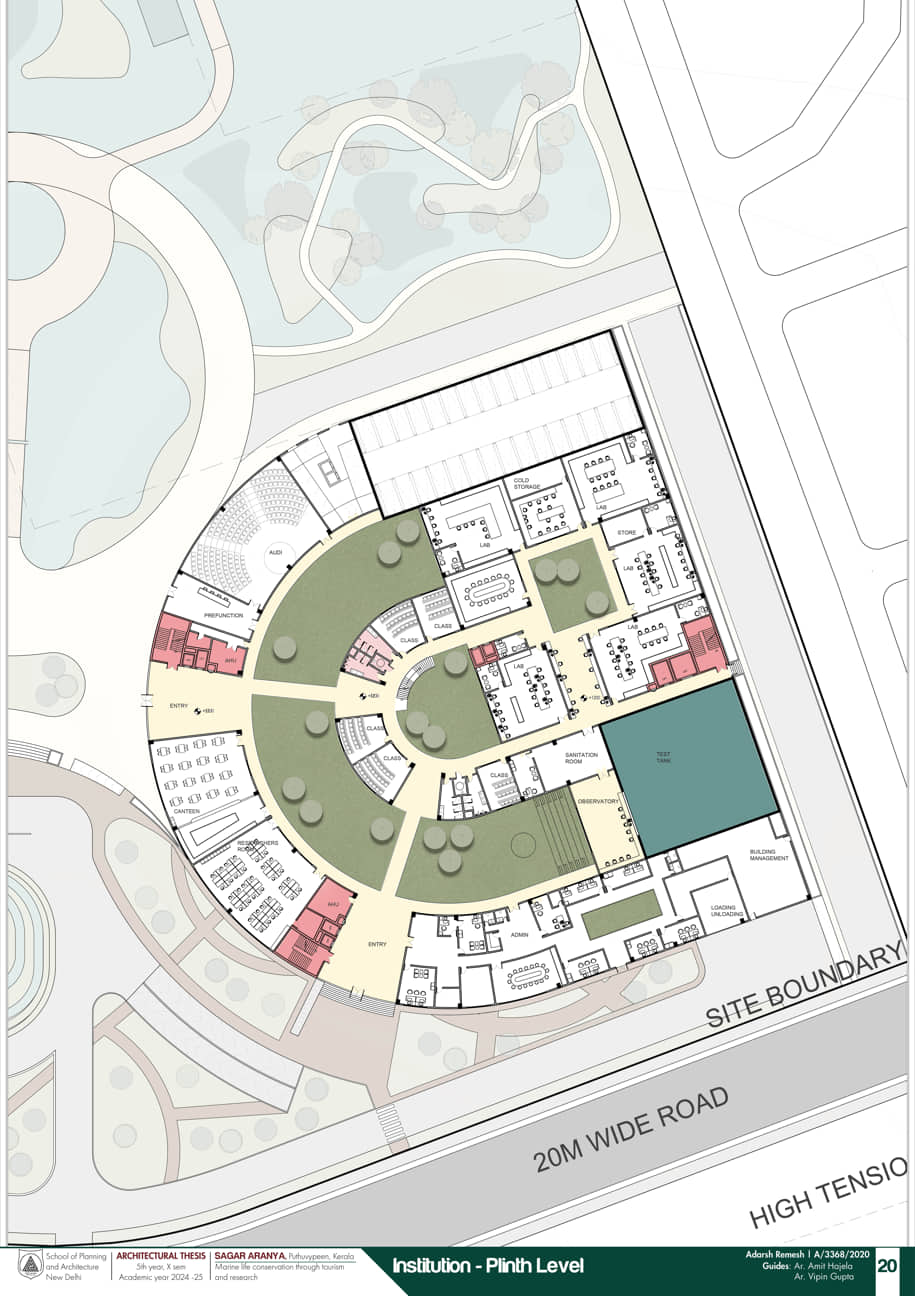 COLD
STORAGE
LAB
LAB
STORE
AUDI
LAB
PREFUNCTION
CLASS
CLASS
LAB
AHU
LAB
ENTRY
CLASS
CLASS
SANITATION
ROOM
TEST
TANK
CLASS
CANTEEN
OBSERVATORY
RESEARCHERS
ROOM
BUILDING
MANAGEMENT
AHU
LOADING
UNLOADING
ADMIN
ENTRY
SITE BOUNDARY
20M WIDE ROAD
HIGH TENSIO
School of Planning
and Architecture
New Delhi
ARCHITECTURAL THESIS
5th year, X sem
Academic year 2024 -25
SAGAR ARANYA, Puthuvypeen, Kerala
Marine life conservation through tourism
and research
Institution - Plinth Level
Adarsh Remesh | A/3368/2020
Guides: Ar. Amit Hajela
Ar. Vipin Gupta
20